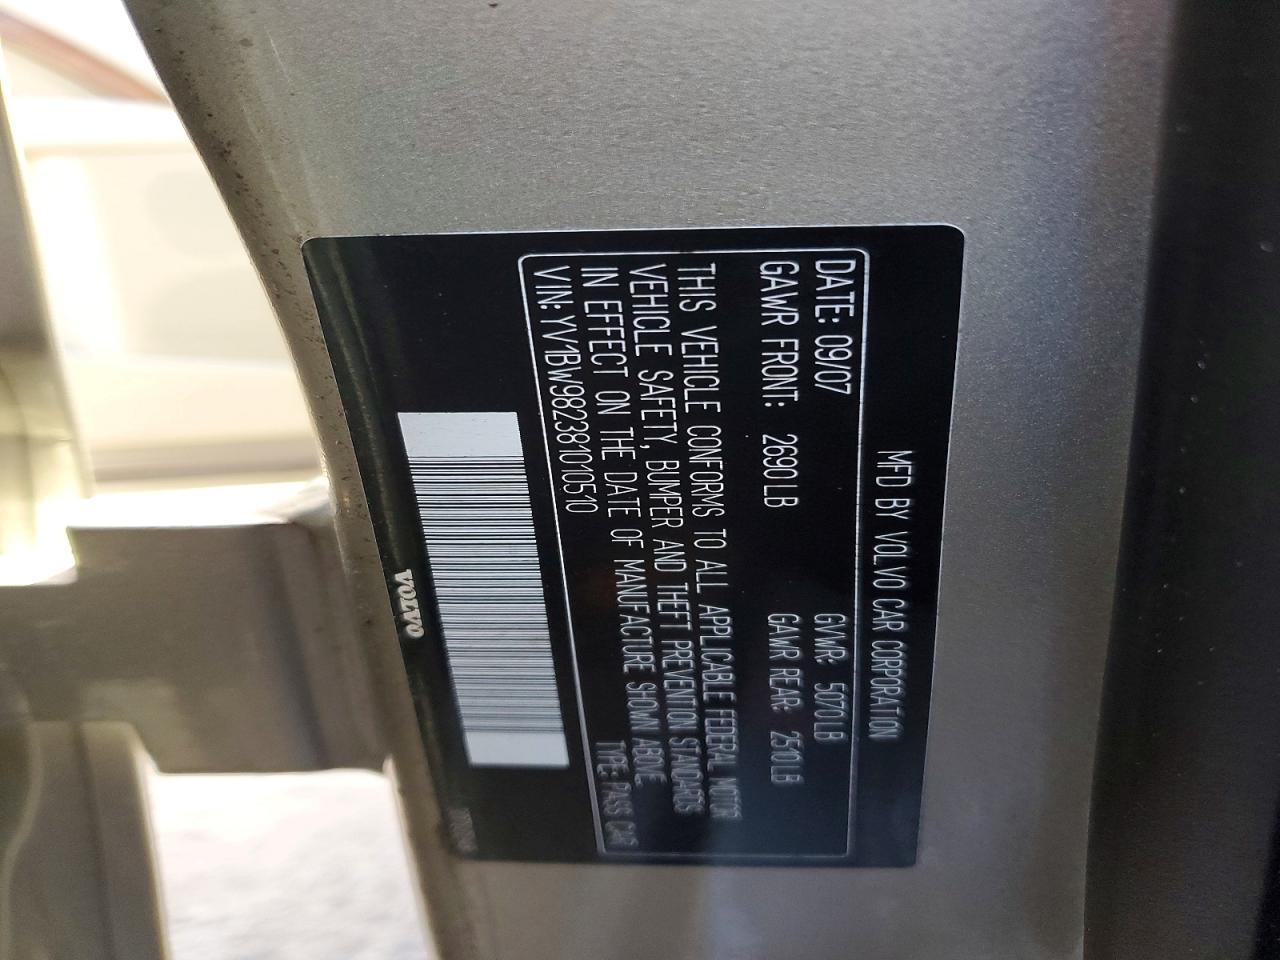 MFD BY VOLVO CAR CORPORATION
DATE: 09/07 GVWR: 5070LB
GAWR FRONT: 2690LB GAWR REAR: 2510LB
THIS VEHICLE CONFORMS TO ALL APPLICABLE FEDERAL MOTOR
VEHICLE SAFETY, BUMPER AND THEFT PREVENTION STANDARDS
IN EFFECT ON THE DATE OF MANUFACTURE SHOWN ABOVE.
VIN: YV1BW982381010510 TYPE: PASS CAR
VOLVO